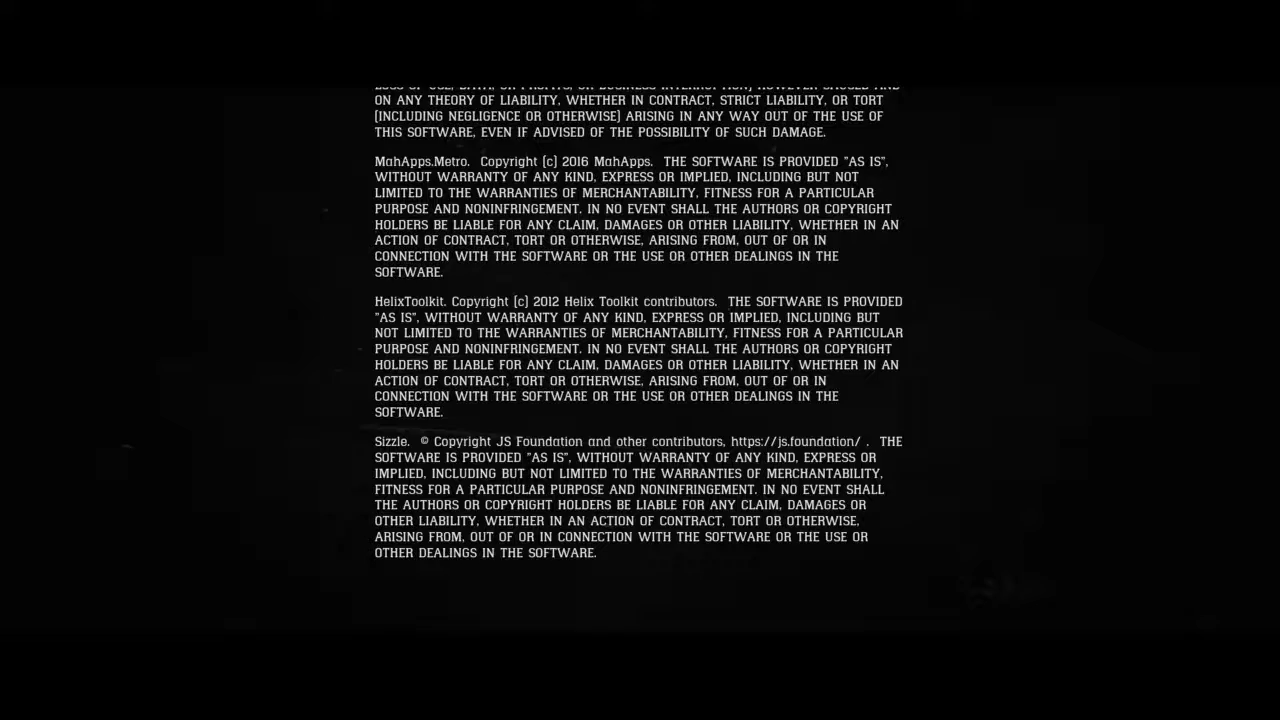 LOSS OF USE, DATA, OR PROFITS, OR BUSINESS INTERRUPTION] HOWEVER CAUSED AND
ON ANY THEORY OF LIABILITY, WHETHER IN CONTRACT, STRICT LIABILITY, OR TORT
[INCLUDING NEGLIGENCE OR OTHERWISE] ARISING IN ANY WAY OUT OF THE USE OF
THIS SOFTWARE, EVEN IF ADVISED OF THE POSSIBILITY OF SUCH DAMAGE.
MahApps.Metro.  Copyright [c] 2016 MahApps.  THE SOFTWARE IS PROVIDED "AS IS",
WITHOUT WARRANTY OF ANY KIND, EXPRESS OR IMPLIED, INCLUDING BUT NOT
LIMITED TO THE WARRANTIES OF MERCHANTABILITY, FITNESS FOR A PARTICULAR
PURPOSE AND NONINFRINGEMENT. IN NO EVENT SHALL THE AUTHORS OR COPYRIGHT
HOLDERS BE LIABLE FOR ANY CLAIM, DAMAGES OR OTHER LIABILITY, WHETHER IN AN
ACTION OF CONTRACT, TORT OR OTHERWISE, ARISING FROM, OUT OF OR IN
CONNECTION WITH THE SOFTWARE OR THE USE OR OTHER DEALINGS IN THE
SOFTWARE.
HelixToolkit. Copyright [c] 2012 Helix Toolkit contributors.  THE SOFTWARE IS PROVIDED
"AS IS", WITHOUT WARRANTY OF ANY KIND, EXPRESS OR IMPLIED, INCLUDING BUT
NOT LIMITED TO THE WARRANTIES OF MERCHANTABILITY, FITNESS FOR A PARTICULAR
PURPOSE AND NONINFRINGEMENT. IN NO EVENT SHALL THE AUTHORS OR COPYRIGHT
HOLDERS BE LIABLE FOR ANY CLAIM, DAMAGES OR OTHER LIABILITY, WHETHER IN AN
ACTION OF CONTRACT, TORT OR OTHERWISE, ARISING FROM, OUT OF OR IN
CONNECTION WITH THE SOFTWARE OR THE USE OR OTHER DEALINGS IN THE
SOFTWARE.
Sizzle.  © Copyright JS Foundation and other contributors, https://js.foundation/ .  THE
SOFTWARE IS PROVIDED "AS IS", WITHOUT WARRANTY OF ANY KIND, EXPRESS OR
IMPLIED, INCLUDING BUT NOT LIMITED TO THE WARRANTIES OF MERCHANTABILITY,
FITNESS FOR A PARTICULAR PURPOSE AND NONINFRINGEMENT. IN NO EVENT SHALL
THE AUTHORS OR COPYRIGHT HOLDERS BE LIABLE FOR ANY CLAIM, DAMAGES OR
OTHER LIABILITY, WHETHER IN AN ACTION OF CONTRACT, TORT OR OTHERWISE,
ARISING FROM, OUT OF OR IN CONNECTION WITH THE SOFTWARE OR THE USE OR
OTHER DEALINGS IN THE SOFTWARE.